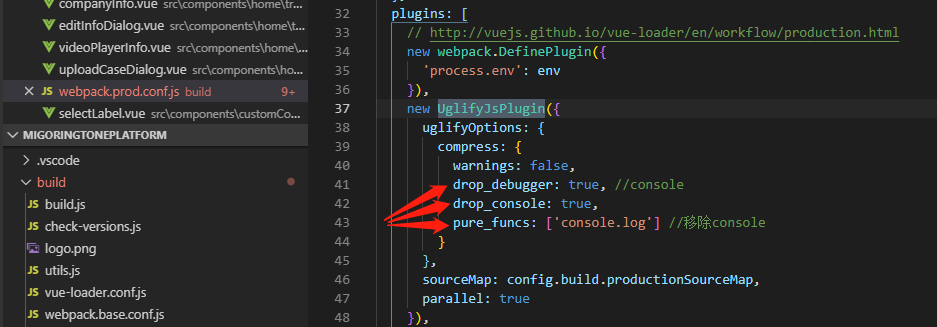 companyInfo.vue src\components\home\tr...
editInfoDialog.vue src\components\home\t...
videoPlayerInfo.vue src\components\home...
uploadCaseDialog.vue src\components\ho...
JS webpack.prod.conf.js build 9+
selectLabel.vue src\components\customCo...
MIGORINGTONEPLATFORM
.vscode
build
JS build.js
JS check-versions.js
logo.png
JS utils.js
JS vue-loader.conf.js
JS webpack.base.conf.js
32 plugins: [
33 // http://vuejs.github.io/vue-loader/en/workflow/production.html
34 new webpack.DefinePlugin({
35 'process.env': env
36 }),
37 new UglifyJsPlugin({
38 uglifyOptions: {
39 compress: {
40 warnings: false,
41 drop_debugger: true, //console
42 drop_console: true,
43 pure_funcs: ['console.log'] //移除console
44 }
45 },
46 sourceMap: config.build.productionSourceMap,
47 parallel: true
48 }),